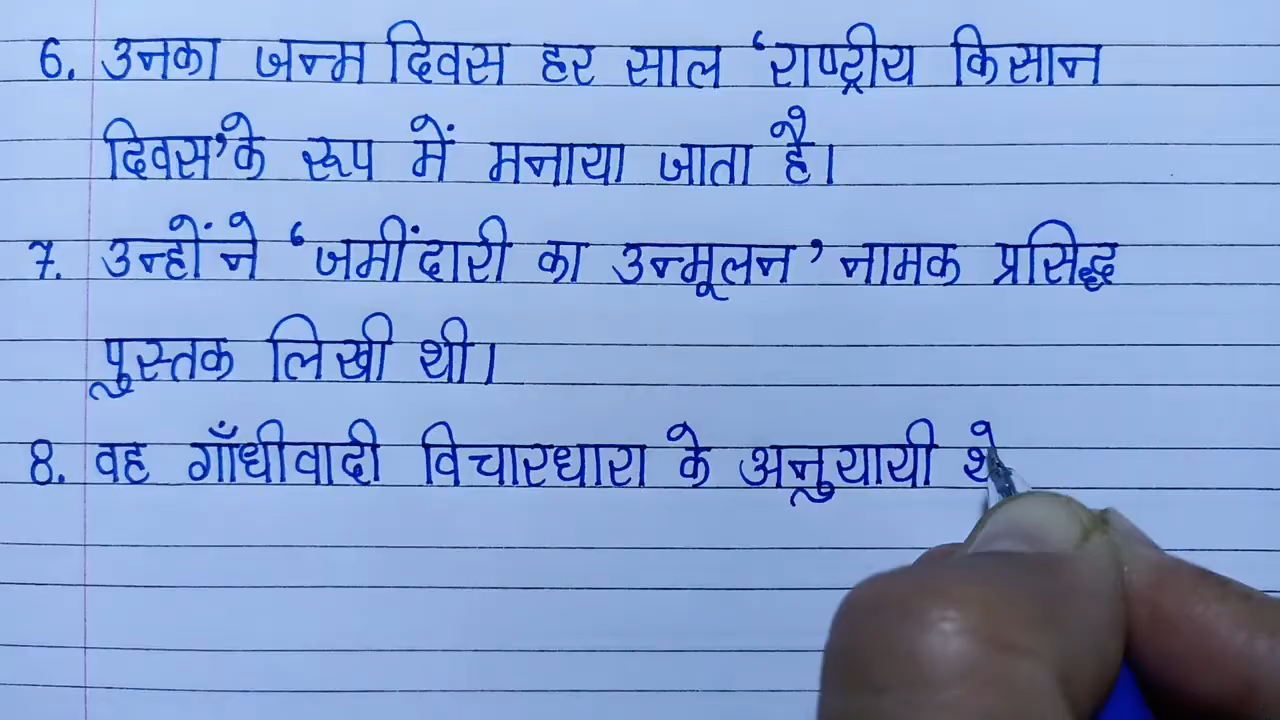 6. उनका जन्म दिवस हर साल ‘राष्ट्रीय किसान
दिवस’ के रूप में मनाया जाता है।
7. उन्होंने ‘जमींदारी का उन्मूलन’ नामक प्रसिद्ध
पुस्तक लिखी थी।
8. वह गाँधीवादी विचारधारा के अनुयायी थे